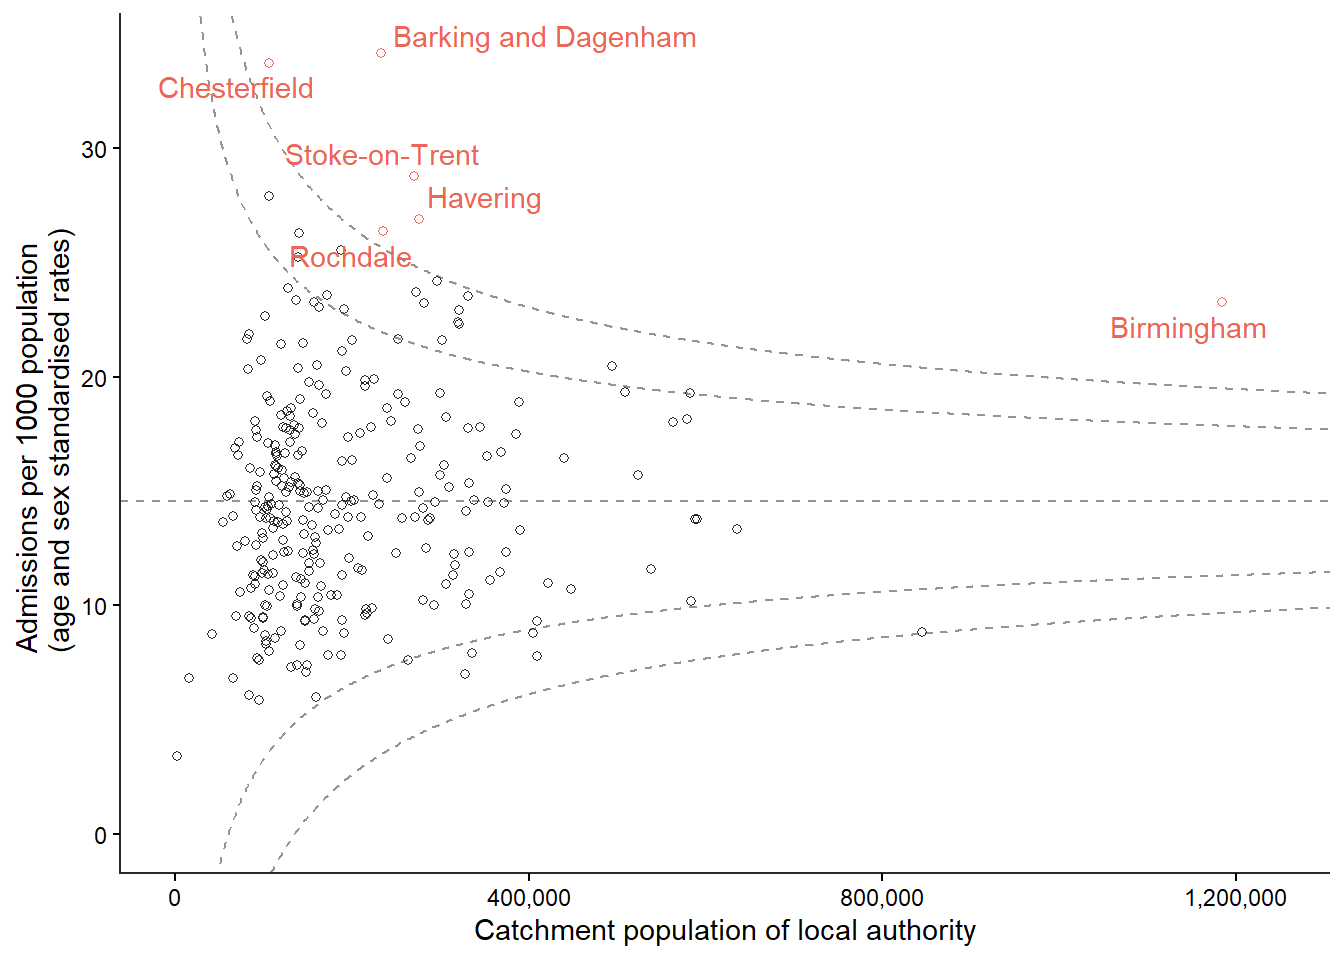 Barking and Dagenham
Chesterfield
Stoke-on-Trent
Havering
Rochdale
Birmingham
30
20
10
0
Admissions per 1000 population
(age and sex standardised rates)
0
400,000
800,000
1,200,000
Catchment population of local authority